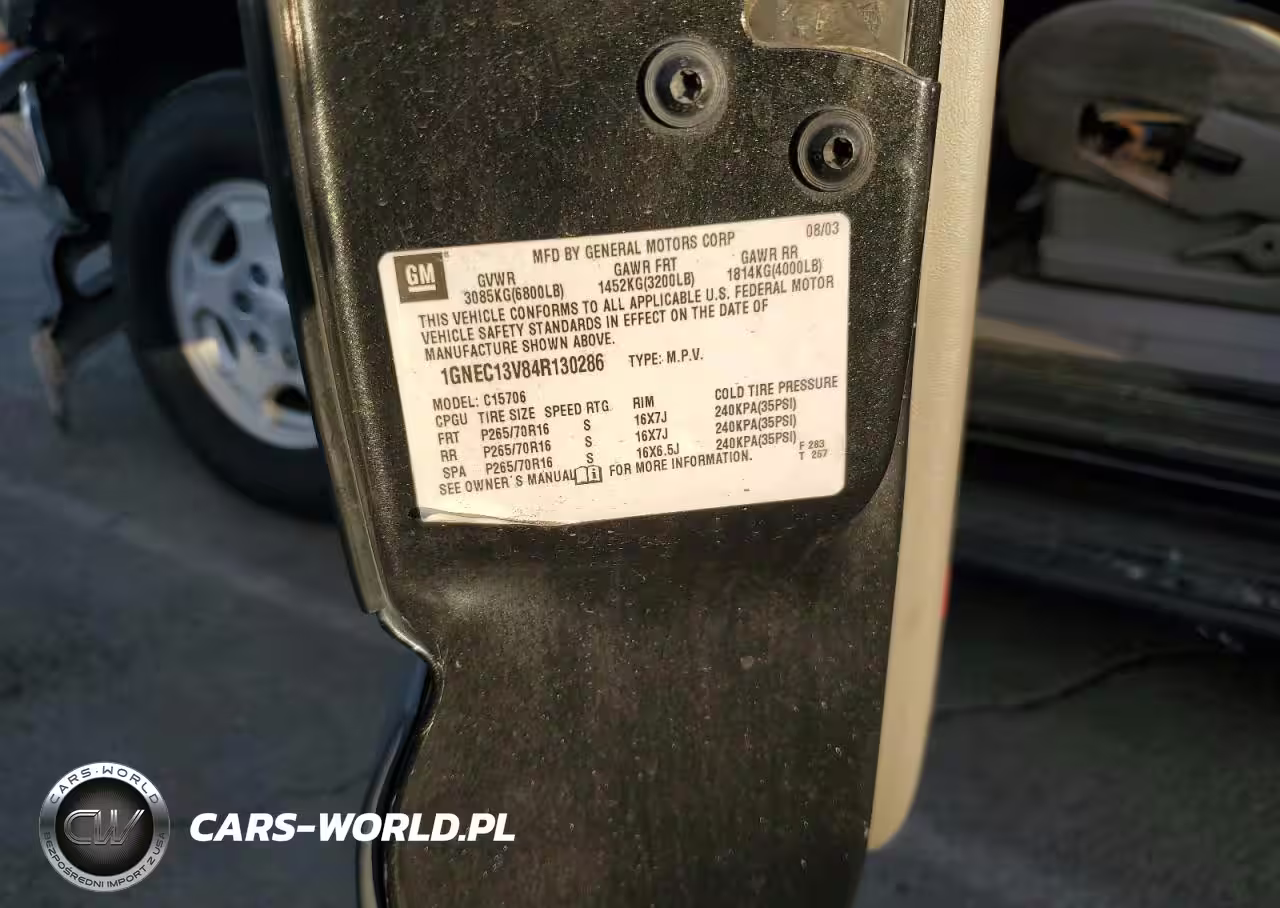 MFD BY GENERAL MOTORS CORP 08/03
GM
GVWR GAWR FRT GAWR RR
3085KG(6800LB) 1452KG(3200LB) 1814KG(4000LB)
THIS VEHICLE CONFORMS TO ALL APPLICABLE U.S. FEDERAL MOTOR
VEHICLE SAFETY STANDARDS IN EFFECT ON THE DATE OF
MANUFACTURE SHOWN ABOVE.
1GNEC13V84R130286 TYPE: M.P.V.
MODEL: C15706
CPGU TIRE SIZE SPEED RTG RIM COLD TIRE PRESSURE
FRT P265/70R16 S 16X7J 240KPA(35PSI)
RR P265/70R16 S 16X7J 240KPA(35PSI)
SPA P265/70R16 S 16X6.5J 240KPA(35PSI)
SEE OWNER'S MANUAL FOR MORE INFORMATION.
F 283
T 257
CARS-WORLD
CW
BEZPOŚREDNI IMPORT Z USA
CARS-WORLD.PL